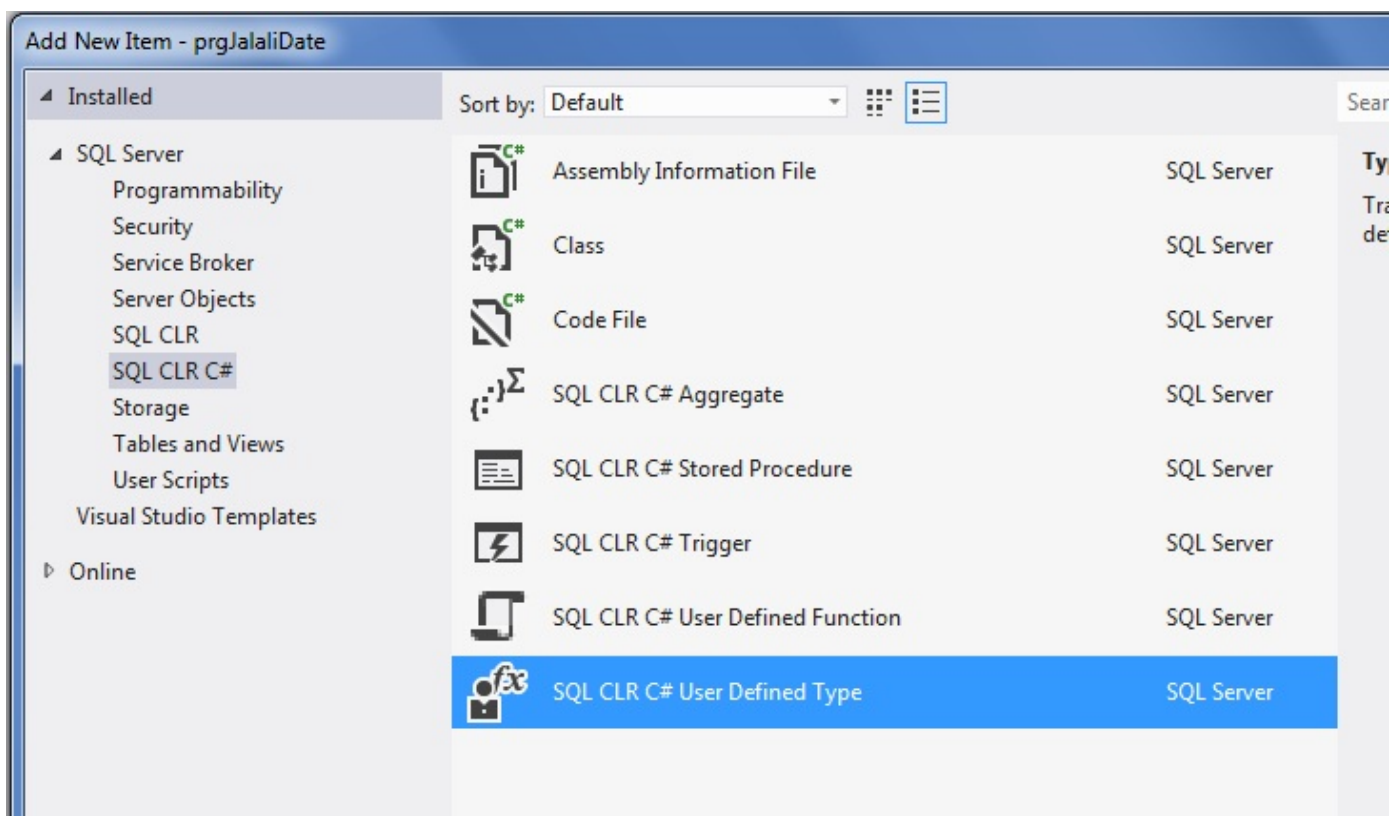 Add New Item - prgJalaliDate
Installed
SQL Server
Programmability
Security
Service Broker
Server Objects
SQL CLR
SQL CLR C#
Storage
Tables and Views
User Scripts
Visual Studio Templates
Online
Sort by: Default
C#
Assembly Information File SQL Server
C#
Class SQL Server
C#
Code File SQL Server
SQL CLR C# Aggregate SQL Server
SQL CLR C# Stored Procedure SQL Server
SQL CLR C# Trigger SQL Server
SQL CLR C# User Defined Function SQL Server
fx
SQL CLR C# User Defined Type SQL Server